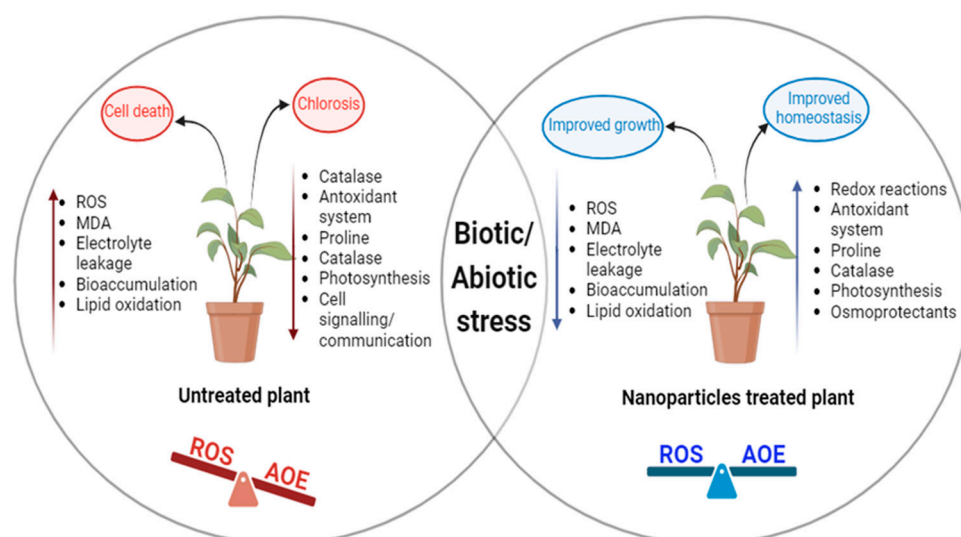 Cell death
Chlorosis
• ROS
• MDA
• Electrolyte
leakage
• Bioaccumulation
• Lipid oxidation
• Catalase
• Antoxidant
system
• Proline
• Catalase
• Photosynthesis
• Cell
signalling/
communication
Untreated plant
ROS AOE
Biotic/
Abiotic
stress
Improved growth
Improved
homeostasis
• ROS
• MDA
• Electrolyte
leakage
• Bioaccumulation
• Lipid oxidation
• Redox reactions
• Antoxidant
system
• Proline
• Catalase
• Photosynthesis
• Osmoprotectants
Nanoparticles treated plant
ROS AOE